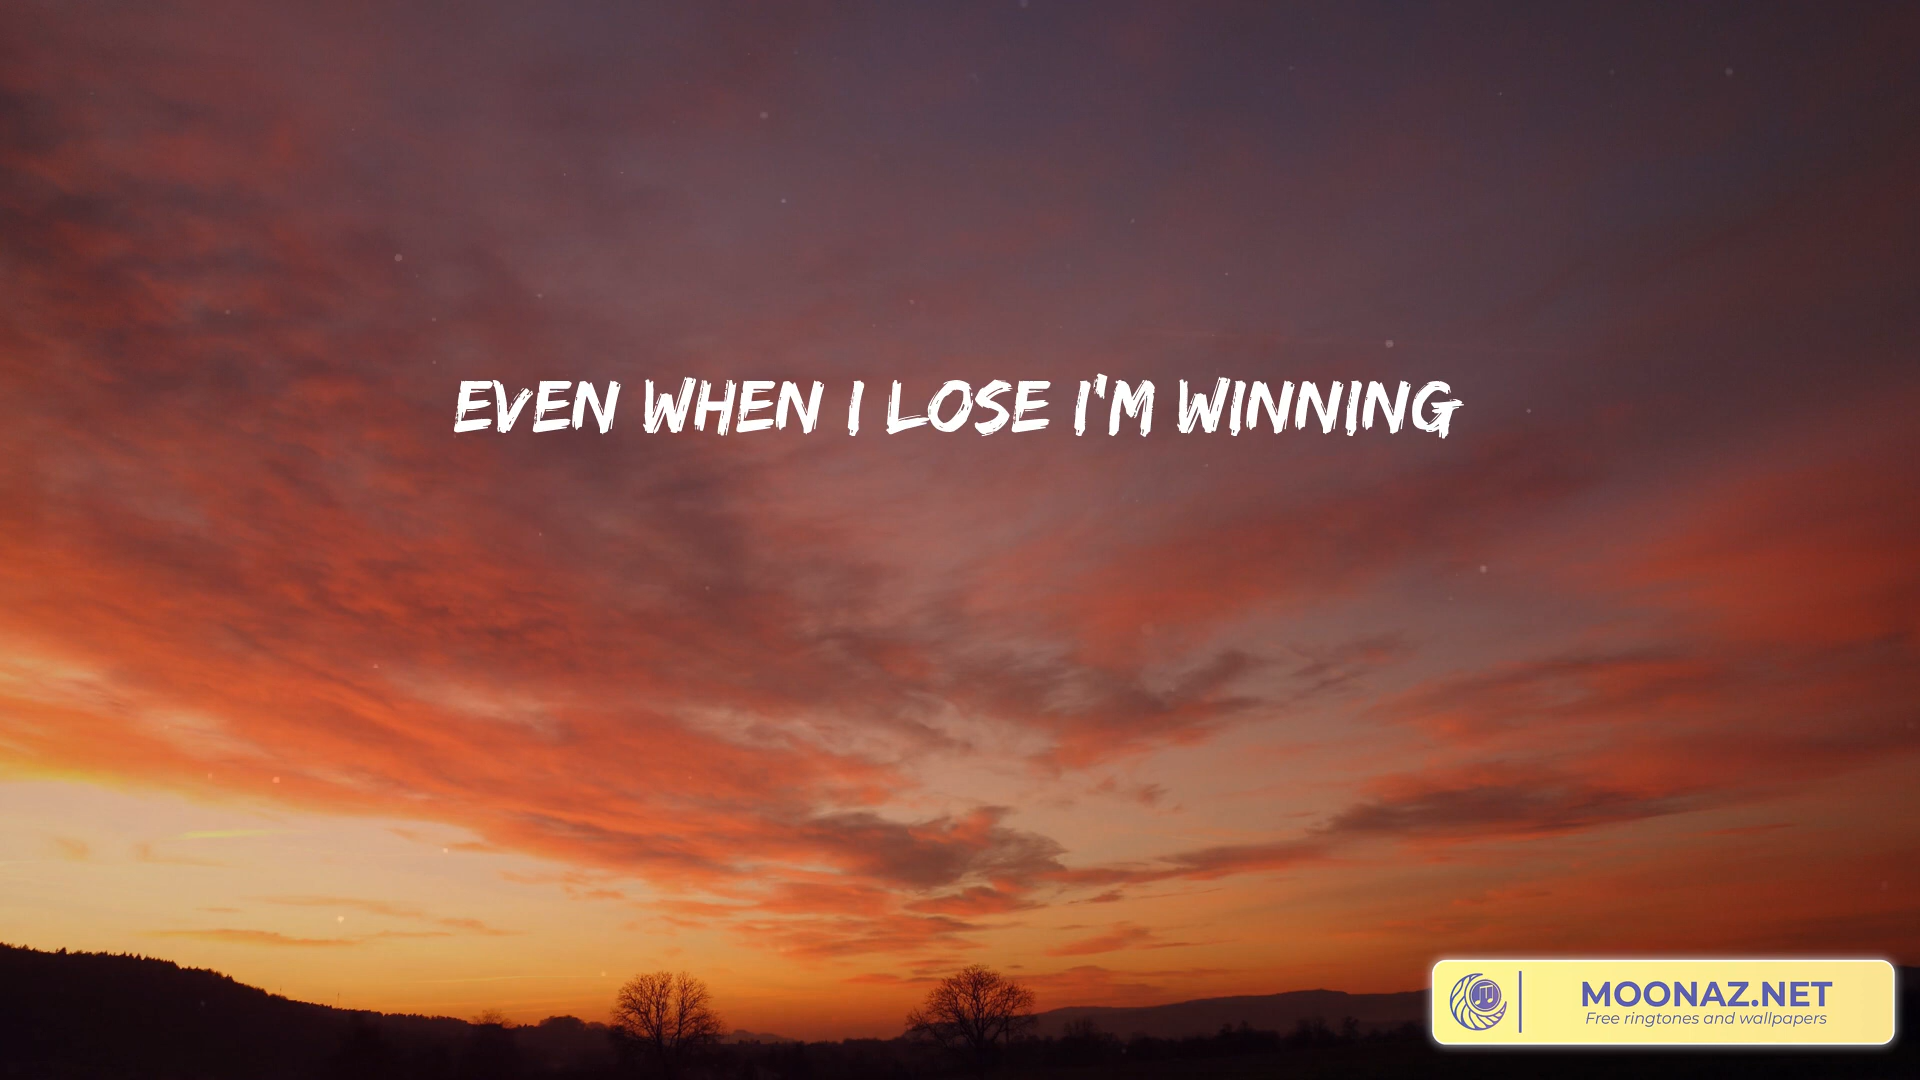 EVEN WHEN I LOSE I'M WINNING
MOONAZ.NET
Free ringtones and wallpapers